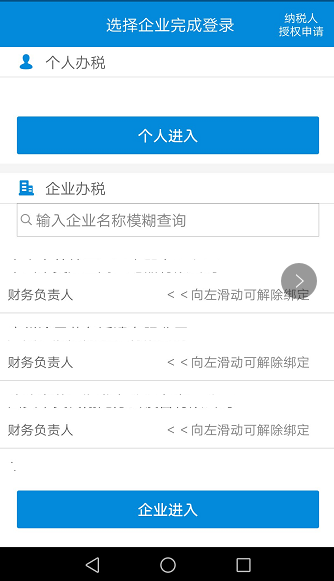 选择企业完成登录
纳税人
授权申请
个人办税
个人进入
企业办税
输入企业名称模糊查询
财务负责人 < < 向左滑动可解除绑定
财务负责人 < < 向左滑动可解除绑定
财务负责人 < < 向左滑动可解除绑定
企业进入